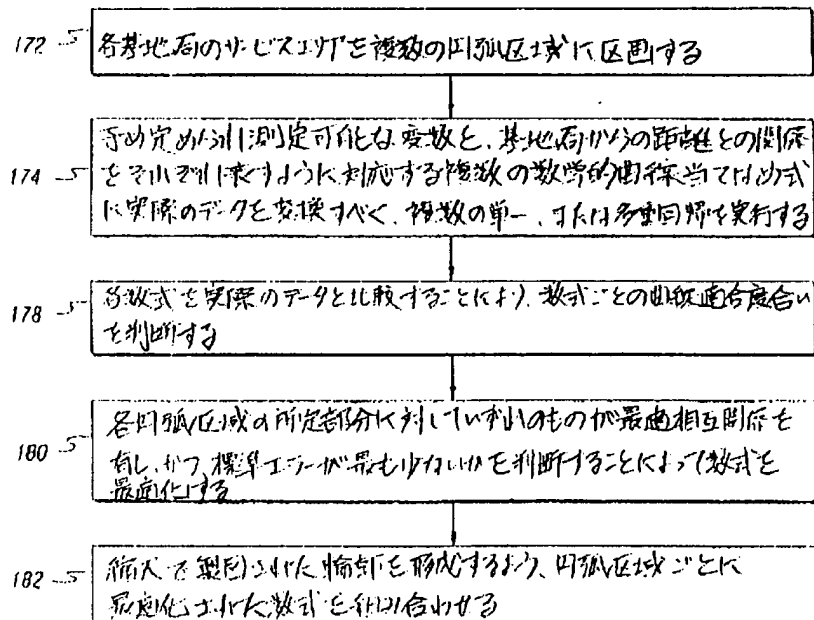 172
各基地局のサービスエリアを複数の円弧区域に区画する
174
予め定められた測定可能な変数と、基地局からの距離との関係
をそれぞれ表すように対応する複数の数学的曲線当てはめ式
に実際のデータを変換すべく、複数の単一、または多重回帰を実行する
178
各数式を実際のデータと比較することにより、数式ごとの曲線適合度合い
を判断する
180
各円弧区域の所定部分に対していずれのものが最適相互関係を
有し、かつ、標準エラーが最も少ないかを判断することによって数式を
最適化する
182
縮尺で製図された輪郭を形成するよう、円弧区域ごとに
最適化された数式を組み合わせる